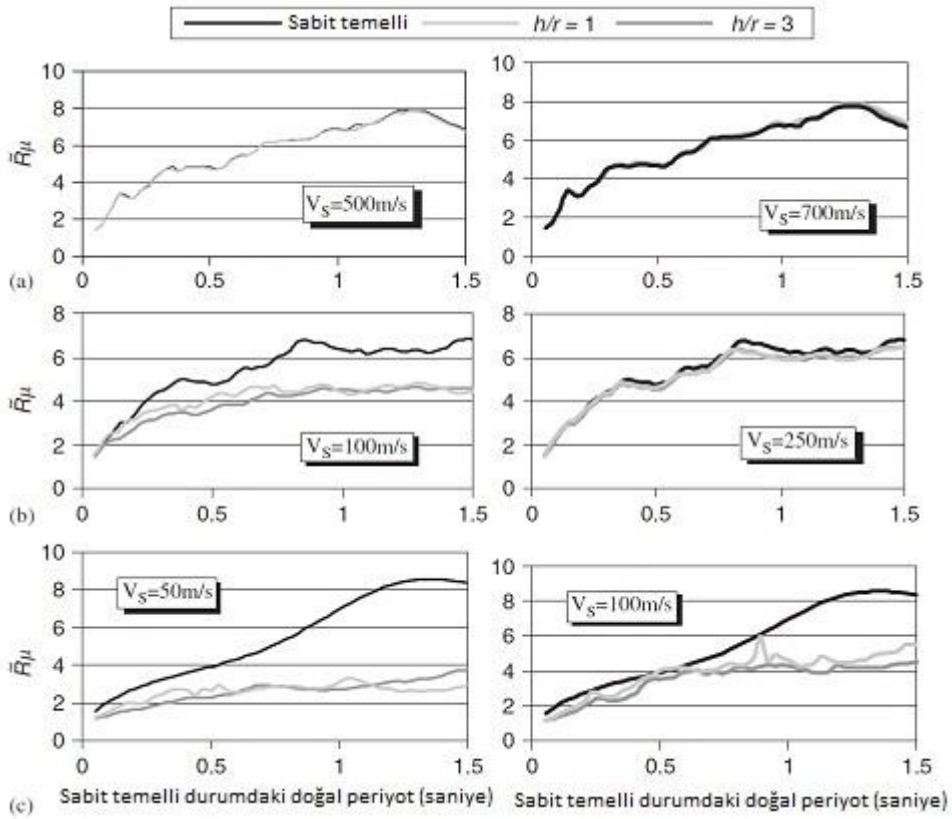 Sabit temelli h/r = 1 h/r = 3
10
8
6
4
2
0
R̃μ
V_S=500m/s
0 0.5 1 1.5
(a)
10
8
6
4
2
0
R̃μ
V_S=700m/s
0 0.5 1 1.5
8
6
4
2
0
R̃μ
V_S=100m/s
0 0.5 1 1.5
(b)
8
6
4
2
0
R̃μ
V_S=250m/s
0 0.5 1 1.5
10
8
6
4
2
0
R̃μ
V_S=50m/s
0 0.5 1 1.5
(c) Sabit temelli durumdaki doğal periyot (saniye)
10
8
6
4
2
0
R̃μ
V_S=100m/s
0 0.5 1 1.5
Sabit temelli durumdaki doğal periyot (saniye)